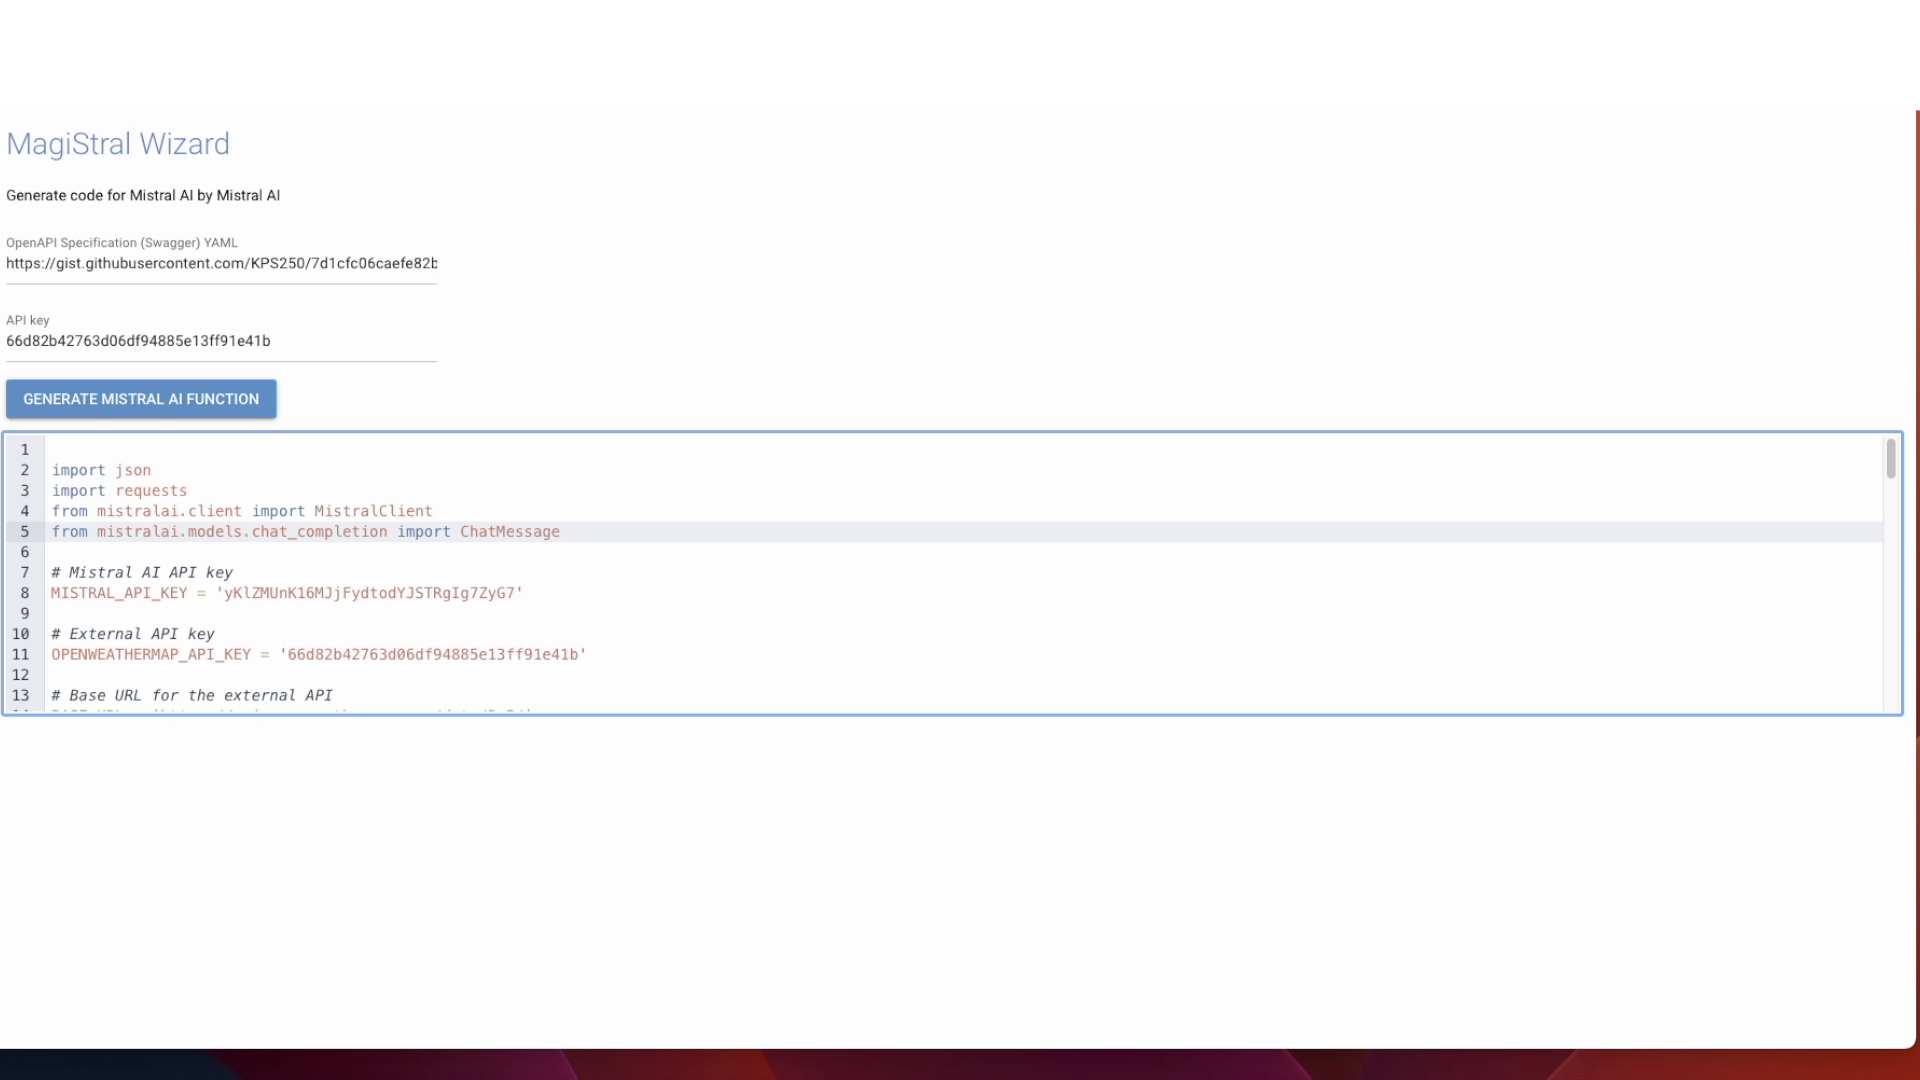 MagiStral Wizard
Generate code for Mistral AI by Mistral AI
OpenAPI Specification (Swagger) YAML
https://gist.githubusercontent.com/KPS250/7d1cfc06caefe82b
API key
66d82b42763d06df94885e13ff91e41b
GENERATE MISTRAL AI FUNCTION
1
2 import json
3 import requests
4 from mistralai.client import MistralClient
5 from mistralai.models.chat_completion import ChatMessage
6
7 # Mistral AI API key
8 MISTRAL_API_KEY = 'yKlZMUnK16MJjFydtodYJSTRgIg7ZyG7'
9
10 # External API key
11 OPENWEATHERMAP_API_KEY = '66d82b42763d06df94885e13ff91e41b'
12
13 # Base URL for the external API